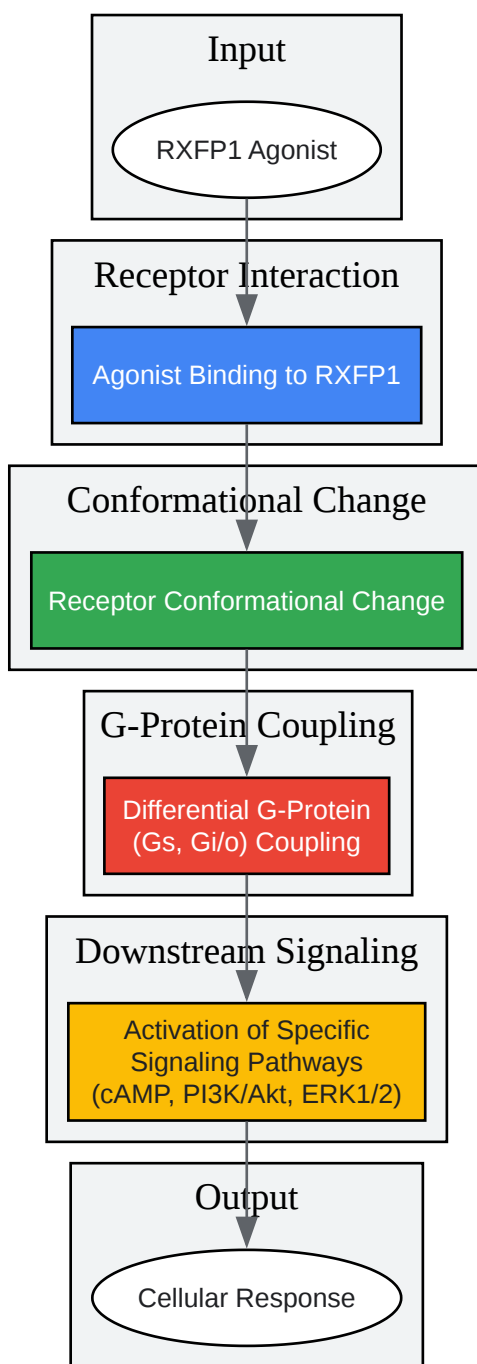 Input
RXFP1 Agonist
Receptor Interaction
Agonist Binding to RXFP1
Conformational Change
Receptor Conformational Change
G-Protein Coupling
Differential G-Protein
(Gs, Gi/o) Coupling
Downstream Signaling
Activation of Specific
Signaling Pathways
(cAMP, PI3K/Akt, ERK1/2)
Output
Cellular Response